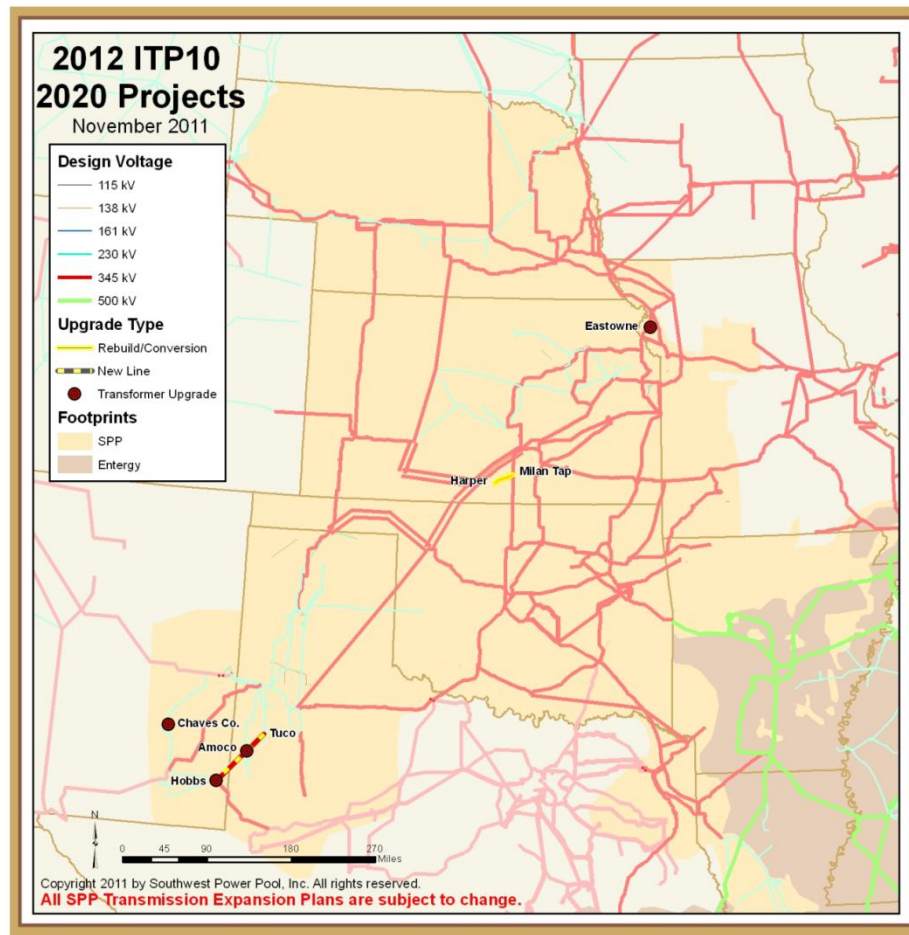 2012 ITP10
2020 Projects
November 2011
Design Voltage
115 kV
138 kV
161 kV
230 kV
345 kV
500 kV
Upgrade Type
Rebuild/Conversion
New Line
Transformer Upgrade
Footprints
SPP
Entergy
Eastowne
Milan Tap
Harper
Chaves Co.
Tuco
Amoco
Hobbs
N
0 45 90 180 270
Miles
Copyright 2011 by Southwest Power Pool, Inc. All rights reserved.
All SPP Transmission Expansion Plans are subject to change.